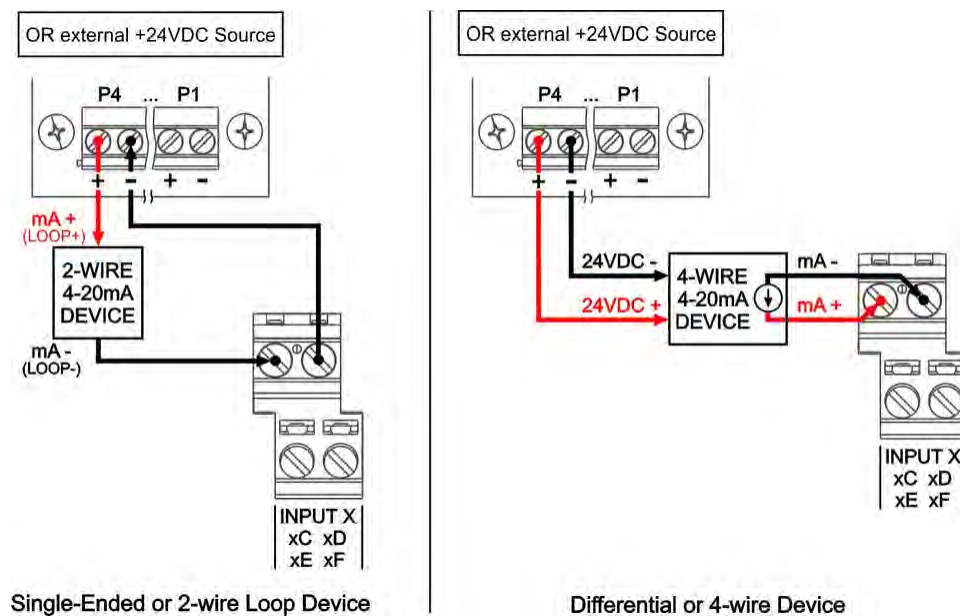 OR external +24VDC Source
P4 ... P1
+ - + -
mA +
(LOOP+)
2-WIRE
4-20mA
DEVICE
mA -
(LOOP-)
INPUT X
xC xD
xE xF
Single-Ended or 2-wire Loop Device
OR external +24VDC Source
P4 ... P1
+ - + -
24VDC -
24VDC +
4-WIRE
4-20mA
DEVICE
mA -
mA +
INPUT X
xC xD
xE xF
Differential or 4-wire Device